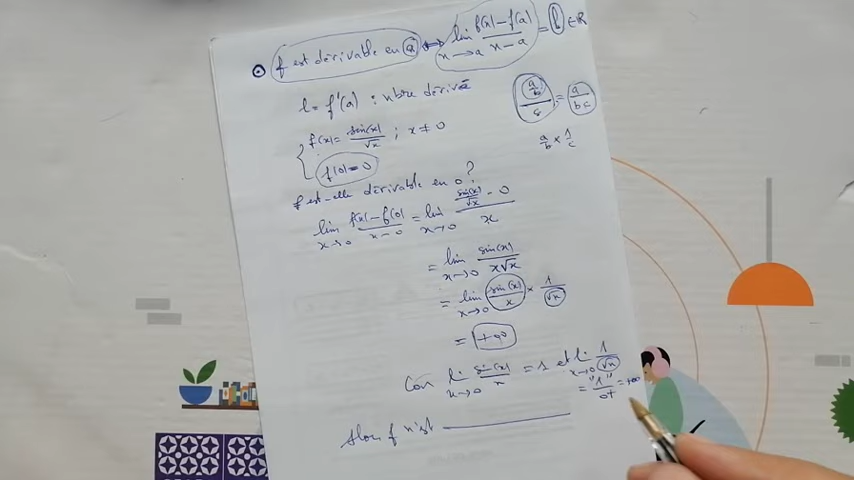 ⊙ f est dérivable en a ⟺ lim x→a (f(x)-f(a))/(x-a) = l ∈ ℝ
l = f'(a) : nbre dérivé
(a/b)/c = a/bc
a/b × 1/c
{ f(x) = sin(x)/√x ; x ≠ 0
f(0) = 0
f est-elle dérivable en 0 ?
lim x→0 (f(x)-f(0))/(x-0) = lim x→0 (sin(x)/√x - 0)/x
= lim x→0 sin(x)/(x√x)
= lim x→0 sin(x)/x × 1/√x
= +∞
Car lim x→0 sin(x)/x = 1 et lim x→0 1/√x
= "1"/0+ = +∞
Alors f n'est